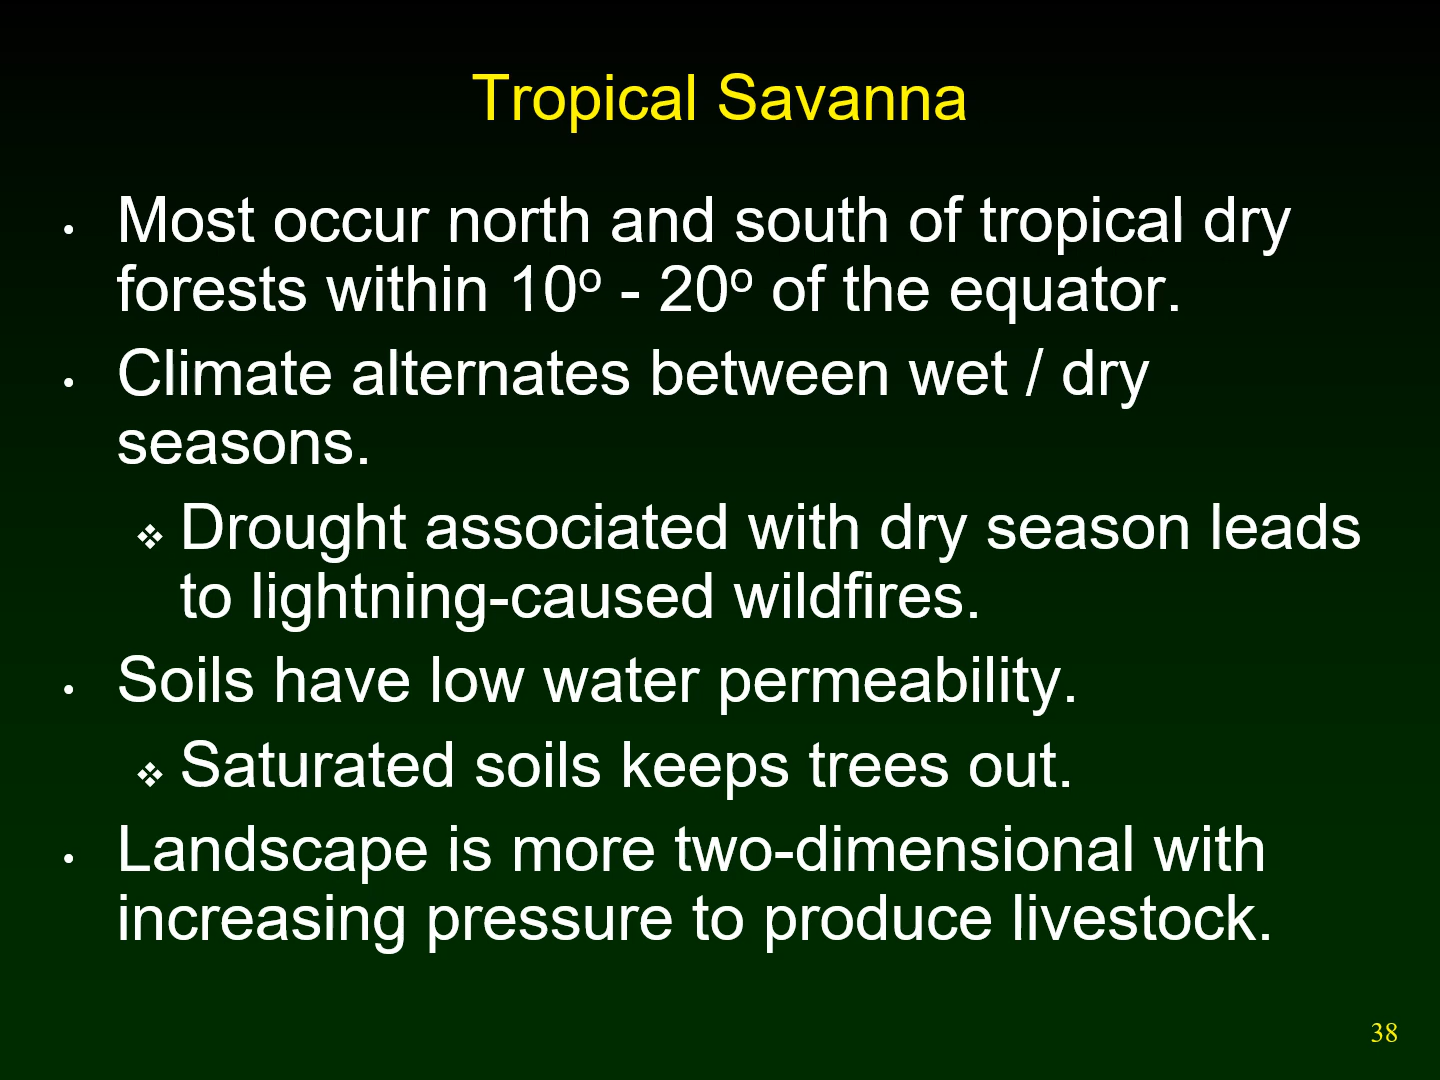 Tropical Savanna
• Most occur north and south of tropical dry
forests within 10º - 20º of the equator.
• Climate alternates between wet / dry
seasons.
❖ Drought associated with dry season leads
to lightning-caused wildfires.
• Soils have low water permeability.
❖ Saturated soils keeps trees out.
• Landscape is more two-dimensional with
increasing pressure to produce livestock.
38